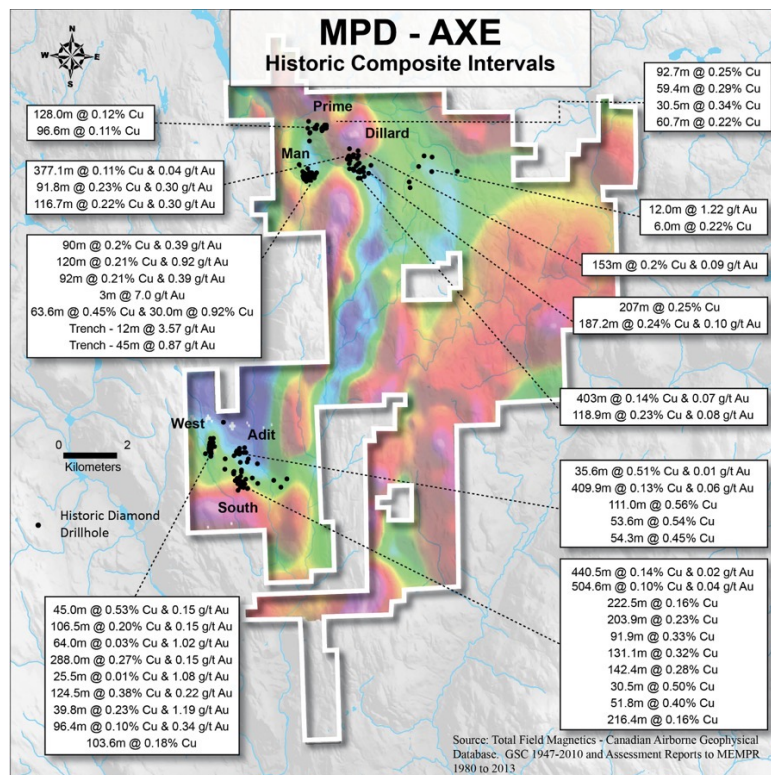 MPD - AXE
Historic Composite Intervals
N
W E
S
92.7m @ 0.25% Cu
59.4m @ 0.29% Cu
30.5m @ 0.34% Cu
60.7m @ 0.22% Cu
Prime
128.0m @ 0.12% Cu
96.6m @ 0.11% Cu
Dillard
Man
377.1m @ 0.11% Cu & 0.04 g/t Au
91.8m @ 0.23% Cu & 0.30 g/t Au
116.7m @ 0.22% Cu & 0.30 g/t Au
12.0m @ 1.22 g/t Au
6.0m @ 0.22% Cu
90m @ 0.2% Cu & 0.39 g/t Au
120m @ 0.21% Cu & 0.92 g/t Au
92m @ 0.21% Cu & 0.39 g/t Au
3m @ 7.0 g/t Au
63.6m @ 0.45% Cu & 30.0m @ 0.92% Cu
Trench - 12m @ 3.57 g/t Au
Trench - 45m @ 0.87 g/t Au
153m @ 0.2% Cu & 0.09 g/t Au
207m @ 0.25% Cu
187.2m @ 0.24% Cu & 0.10 g/t Au
403m @ 0.14% Cu & 0.07 g/t Au
118.9m @ 0.23% Cu & 0.08 g/t Au
West
Adit
South
0 2
Kilometers
Historic Diamond
Drillhole
35.6m @ 0.51% Cu & 0.01 g/t Au
409.9m @ 0.13% Cu & 0.06 g/t Au
111.0m @ 0.56% Cu
53.6m @ 0.54% Cu
54.3m @ 0.45% Cu
440.5m @ 0.14% Cu & 0.02 g/t Au
504.6m @ 0.10% Cu & 0.04 g/t Au
222.5m @ 0.16% Cu
203.9m @ 0.23% Cu
91.9m @ 0.33% Cu
131.1m @ 0.32% Cu
142.4m @ 0.28% Cu
30.5m @ 0.50% Cu
51.8m @ 0.40% Cu
216.4m @ 0.16% Cu
45.0m @ 0.53% Cu & 0.15 g/t Au
106.5m @ 0.20% Cu & 0.15 g/t Au
64.0m @ 0.03% Cu & 1.02 g/t Au
288.0m @ 0.27% Cu & 0.15 g/t Au
25.5m @ 0.01% Cu & 1.08 g/t Au
124.5m @ 0.38% Cu & 0.22 g/t Au
39.8m @ 0.23% Cu & 1.19 g/t Au
96.4m @ 0.10% Cu & 0.34 g/t Au
103.6m @ 0.18% Cu
Source: Total Field Magnetics - Canadian Airborne Geophysical
Database. GSC 1947-2010 and Assessment Reports to MEMPR
1980 to 2013